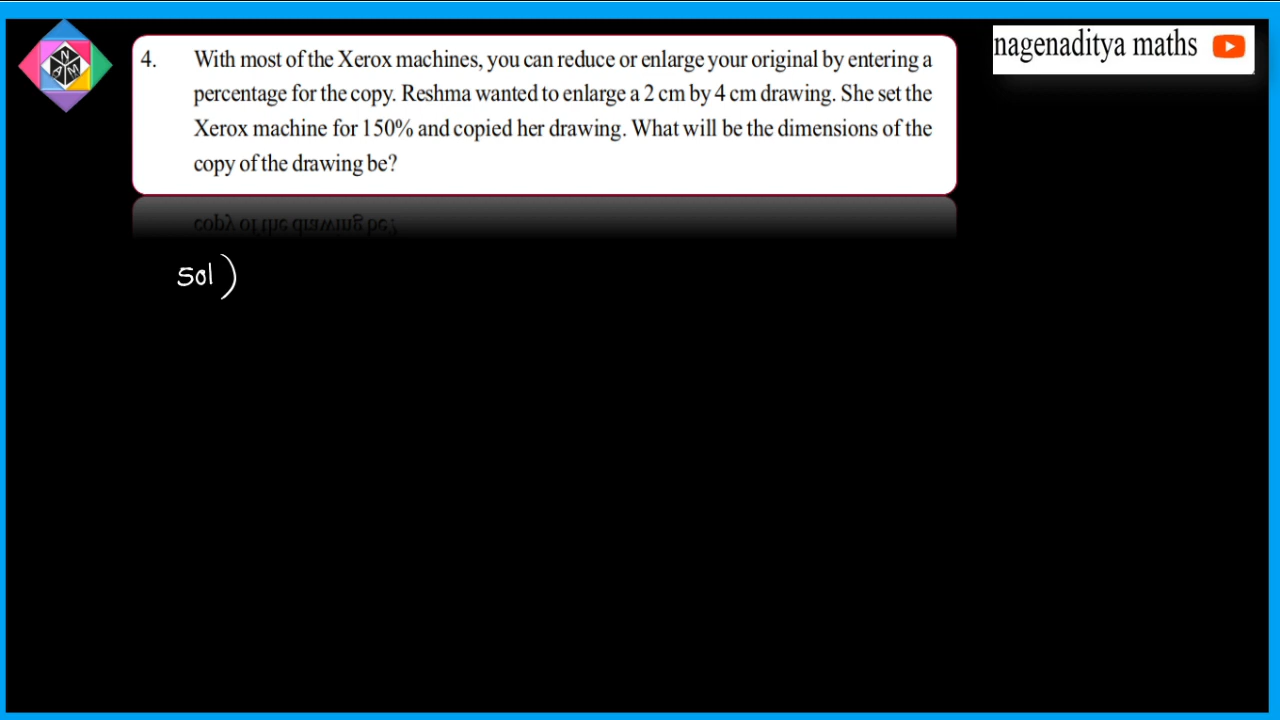 nagenaditya maths
N
A M
4. With most of the Xerox machines, you can reduce or enlarge your original by entering a
percentage for the copy. Reshma wanted to enlarge a 2 cm by 4 cm drawing. She set the
Xerox machine for 150% and copied her drawing. What will be the dimensions of the
copy of the drawing be?
Sol)